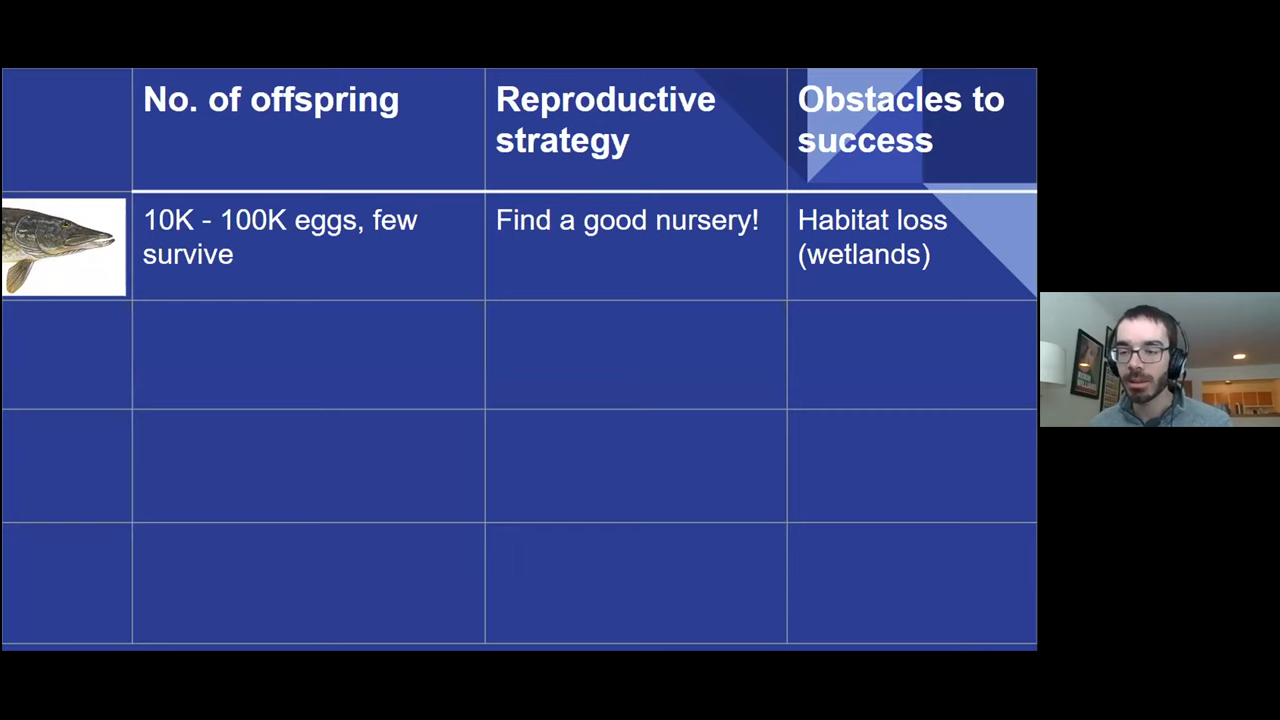 No. of offspring
Reproductive
strategy
Obstacles to
success
10K - 100K eggs, few
survive
Find a good nursery!
Habitat loss
(wetlands)